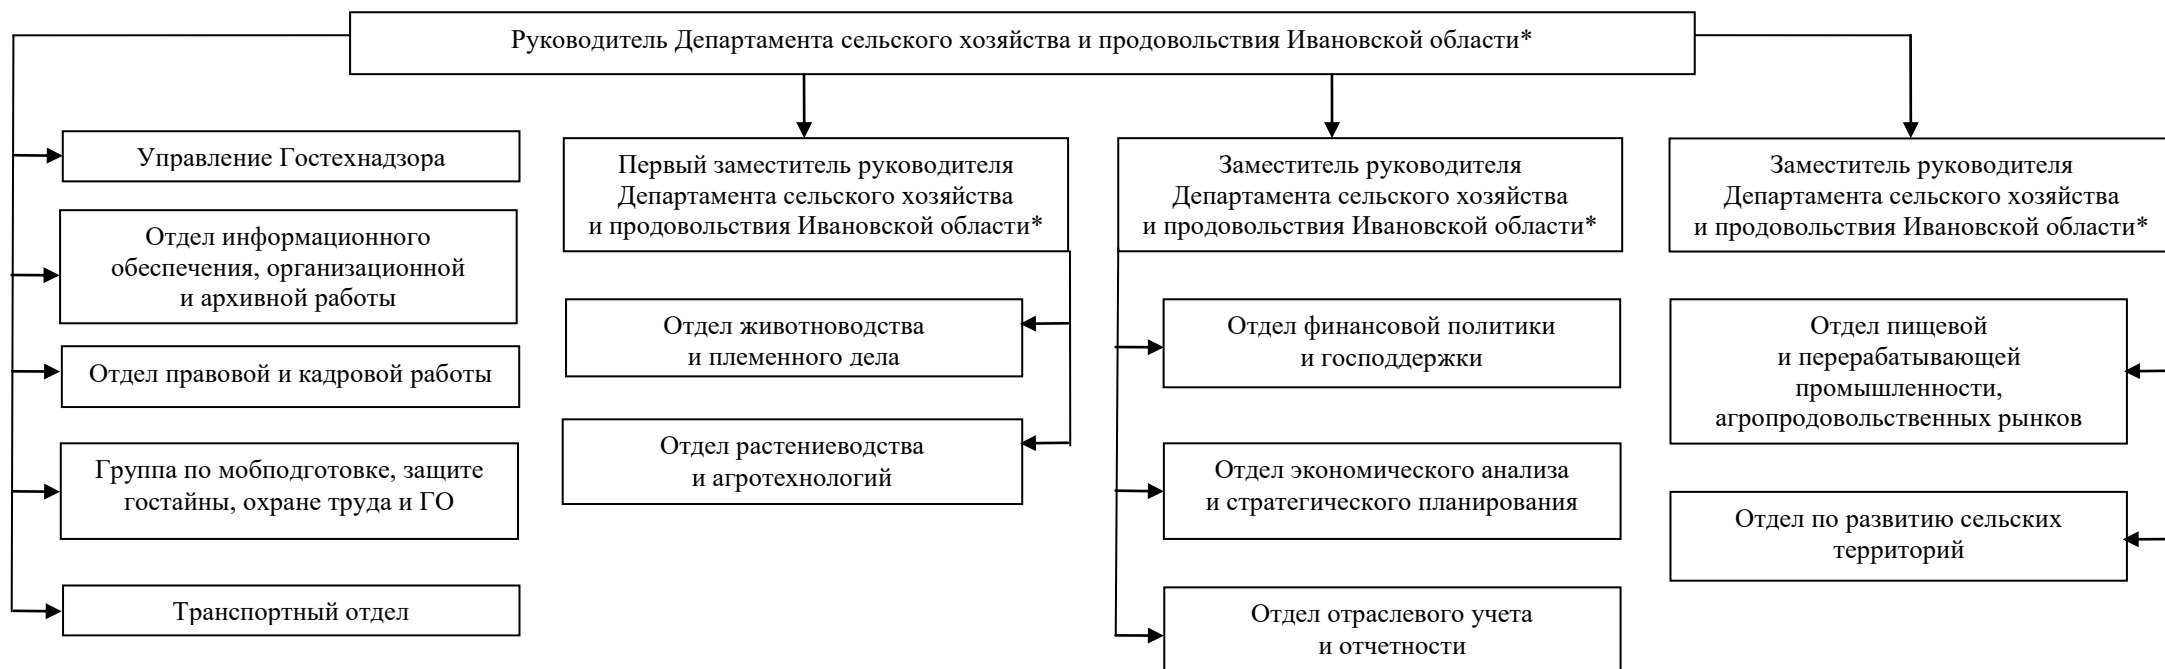 Руководитель Департамента сельского хозяйства и продовольствия Ивановской области*
Управление Гостехнадзора
Отдел информационного
обеспечения, организационной
и архивной работы
Отдел правовой и кадровой работы
Группа по мобподготовке, защите
гостайны, охране труда и ГО
Транспортный отдел
Первый заместитель руководителя
Департамента сельского хозяйства
и продовольствия Ивановской области*
Отдел животноводства
и племенного дела
Отдел растениеводства
и агротехнологий
Заместитель руководителя
Департамента сельского хозяйства
и продовольствия Ивановской области*
Отдел финансовой политики
и господдержки
Отдел экономического анализа
и стратегического планирования
Отдел отраслевого учета
и отчетности
Заместитель руководителя
Департамента сельского хозяйства
и продовольствия Ивановской области*
Отдел пищевой
и перерабатывающей
промышленности,
агропродовольственных рынков
Отдел по развитию сельских
территорий